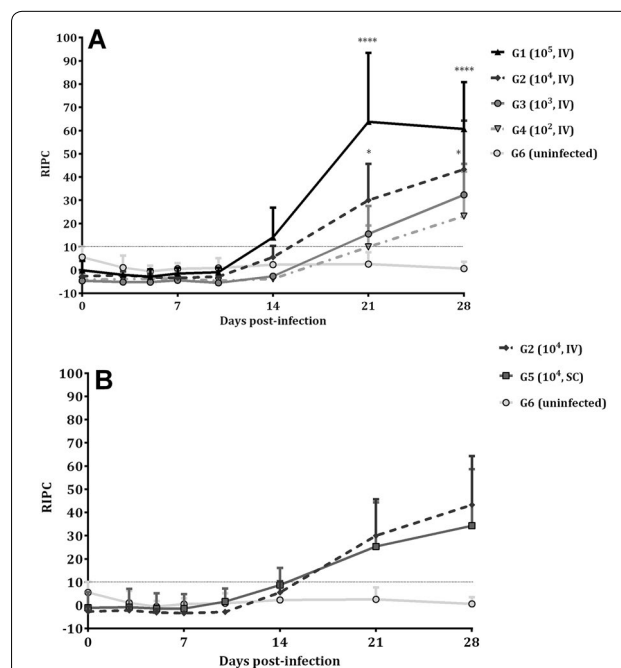 A
100
90
80
70
60
50
40
30
20
10
0
-10
RIPC
0
7
14
21
28
Days post-infection
****
****
*
*
G1 (10⁵, IV)
G2 (10⁴, IV)
G3 (10³, IV)
G4 (10², IV)
G6 (uninfected)
B
100
90
80
70
60
50
40
30
20
10
0
-10
RIPC
0
7
14
21
28
Days post-infection
G2 (10⁴, IV)
G5 (10⁴, SC)
G6 (uninfected)